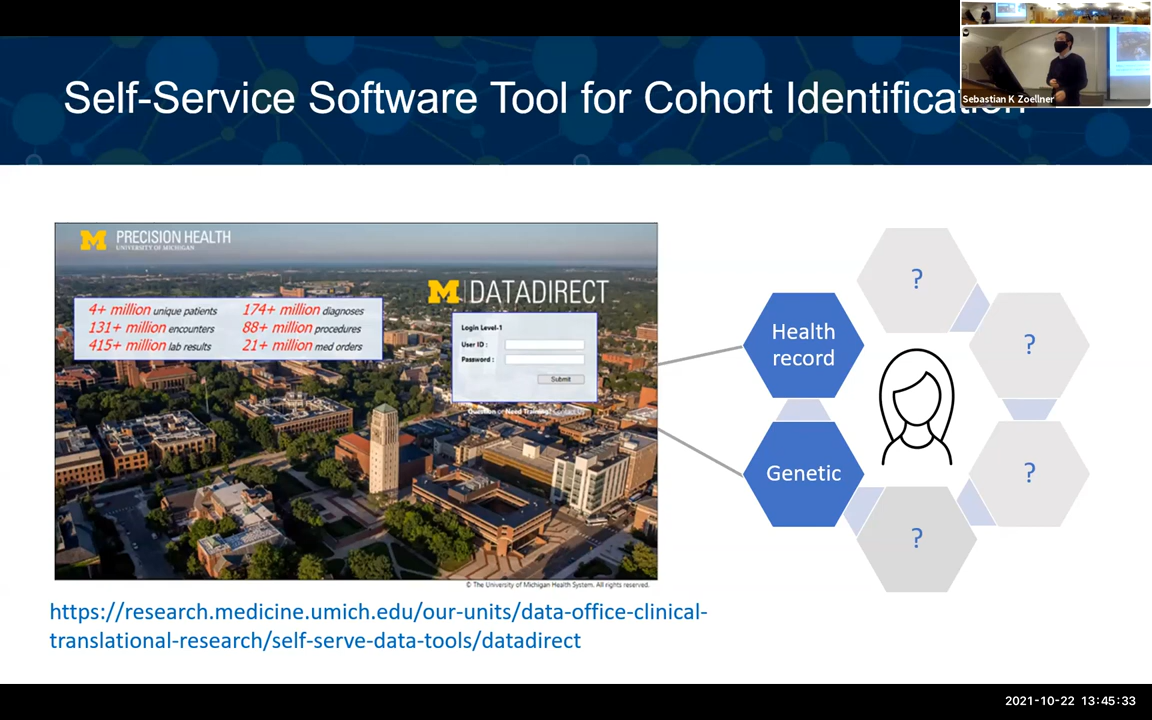 Self-Service Software Tool for Cohort Identification
Sebastian K Zoellner
M PRECISION HEALTH
UNIVERSITY OF MICHIGAN
4+ million unique patients 174+ million diagnoses
131+ million encounters 88+ million procedures
415+ million lab results 21+ million med orders
M DATADIRECT
Login Level-1
User ID :
Password :
Submit
Question or Need Training? Contact Us
© The University of Michigan Health System. All rights reserved.
Health
record
Genetic
?
?
?
?
https://research.medicine.umich.edu/our-units/data-office-clinical-
translational-research/self-serve-data-tools/datadirect
2021-10-22 13:45:33